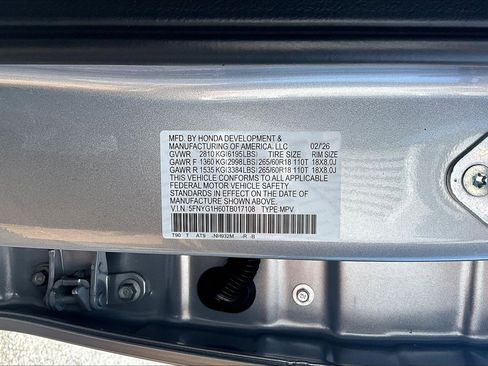 MFD. BY HONDA DEVELOPMENT &
MANUFACTURING OF AMERICA, LLC 02/'26
GVWR 2810 KG(6195LBS) TIRE SIZE RIM SIZE
GAWR F 1360 KG(2998LBS) 265/60R18 110T 18X8.0J
GAWR R 1535 KG(3384LBS) 265/60R18 110T 18X8.0J
THIS VEHICLE CONFORMS TO ALL APPLICABLE
FEDERAL MOTOR VEHICLE SAFETY
STANDARDS IN EFFECT ON THE DATE OF
MANUFACTURE SHOWN ABOVE.
V.I.N. 5FNYG1H60TB017108 TYPE:MPV
T90 T AT9 -NH932M -R -B